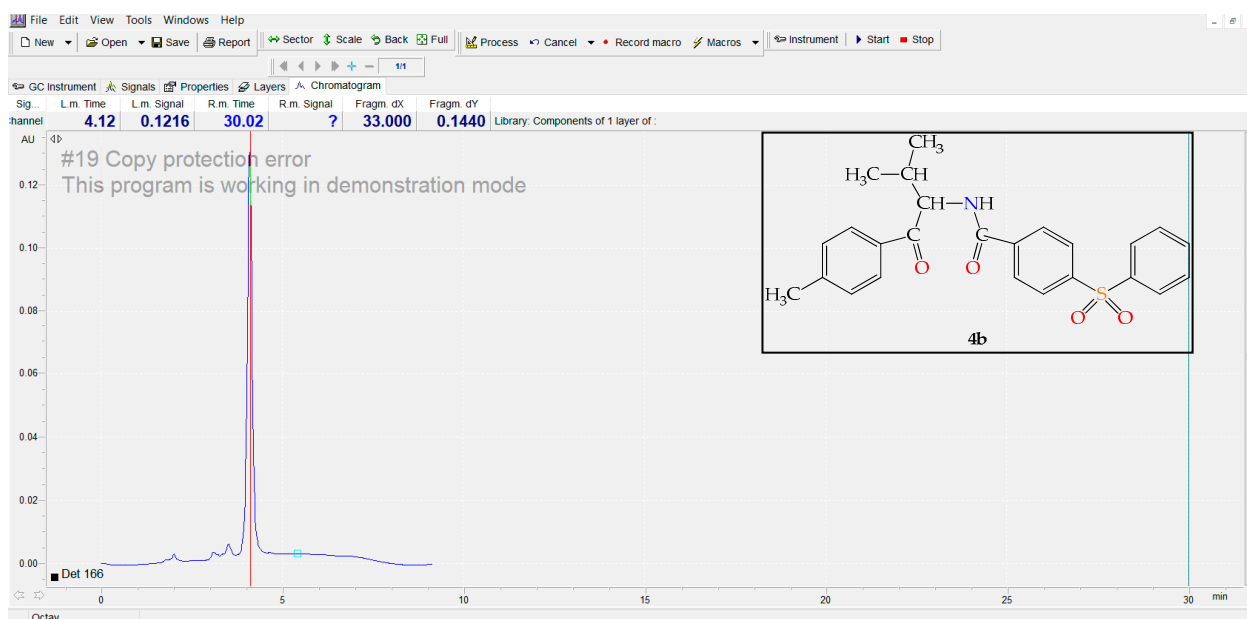 File Edit View Tools Windows Help
New Open Save Report Sector Scale Back Full Process Cancel Record macro Macros Instrument Start Stop
1/1
GC Instrument Signals Properties Layers Chromatogram
Sig... L.m. Time L.m. Signal R.m. Time R.m. Signal Fragm. dX Fragm. dY
hannel 4.12 0.1216 30.02 ? 33.000 0.1440 Library: Components of 1 layer of :
AU
#19 Copy protection error
This program is working in demonstration mode
0.12
0.10
0.08
0.06
0.04
0.02
0.00
CH3
H3C CH
CH NH
C C
O O
H3C
S
O O
4b
Det 166
0 5 10 15 20 25 30 min
Octav